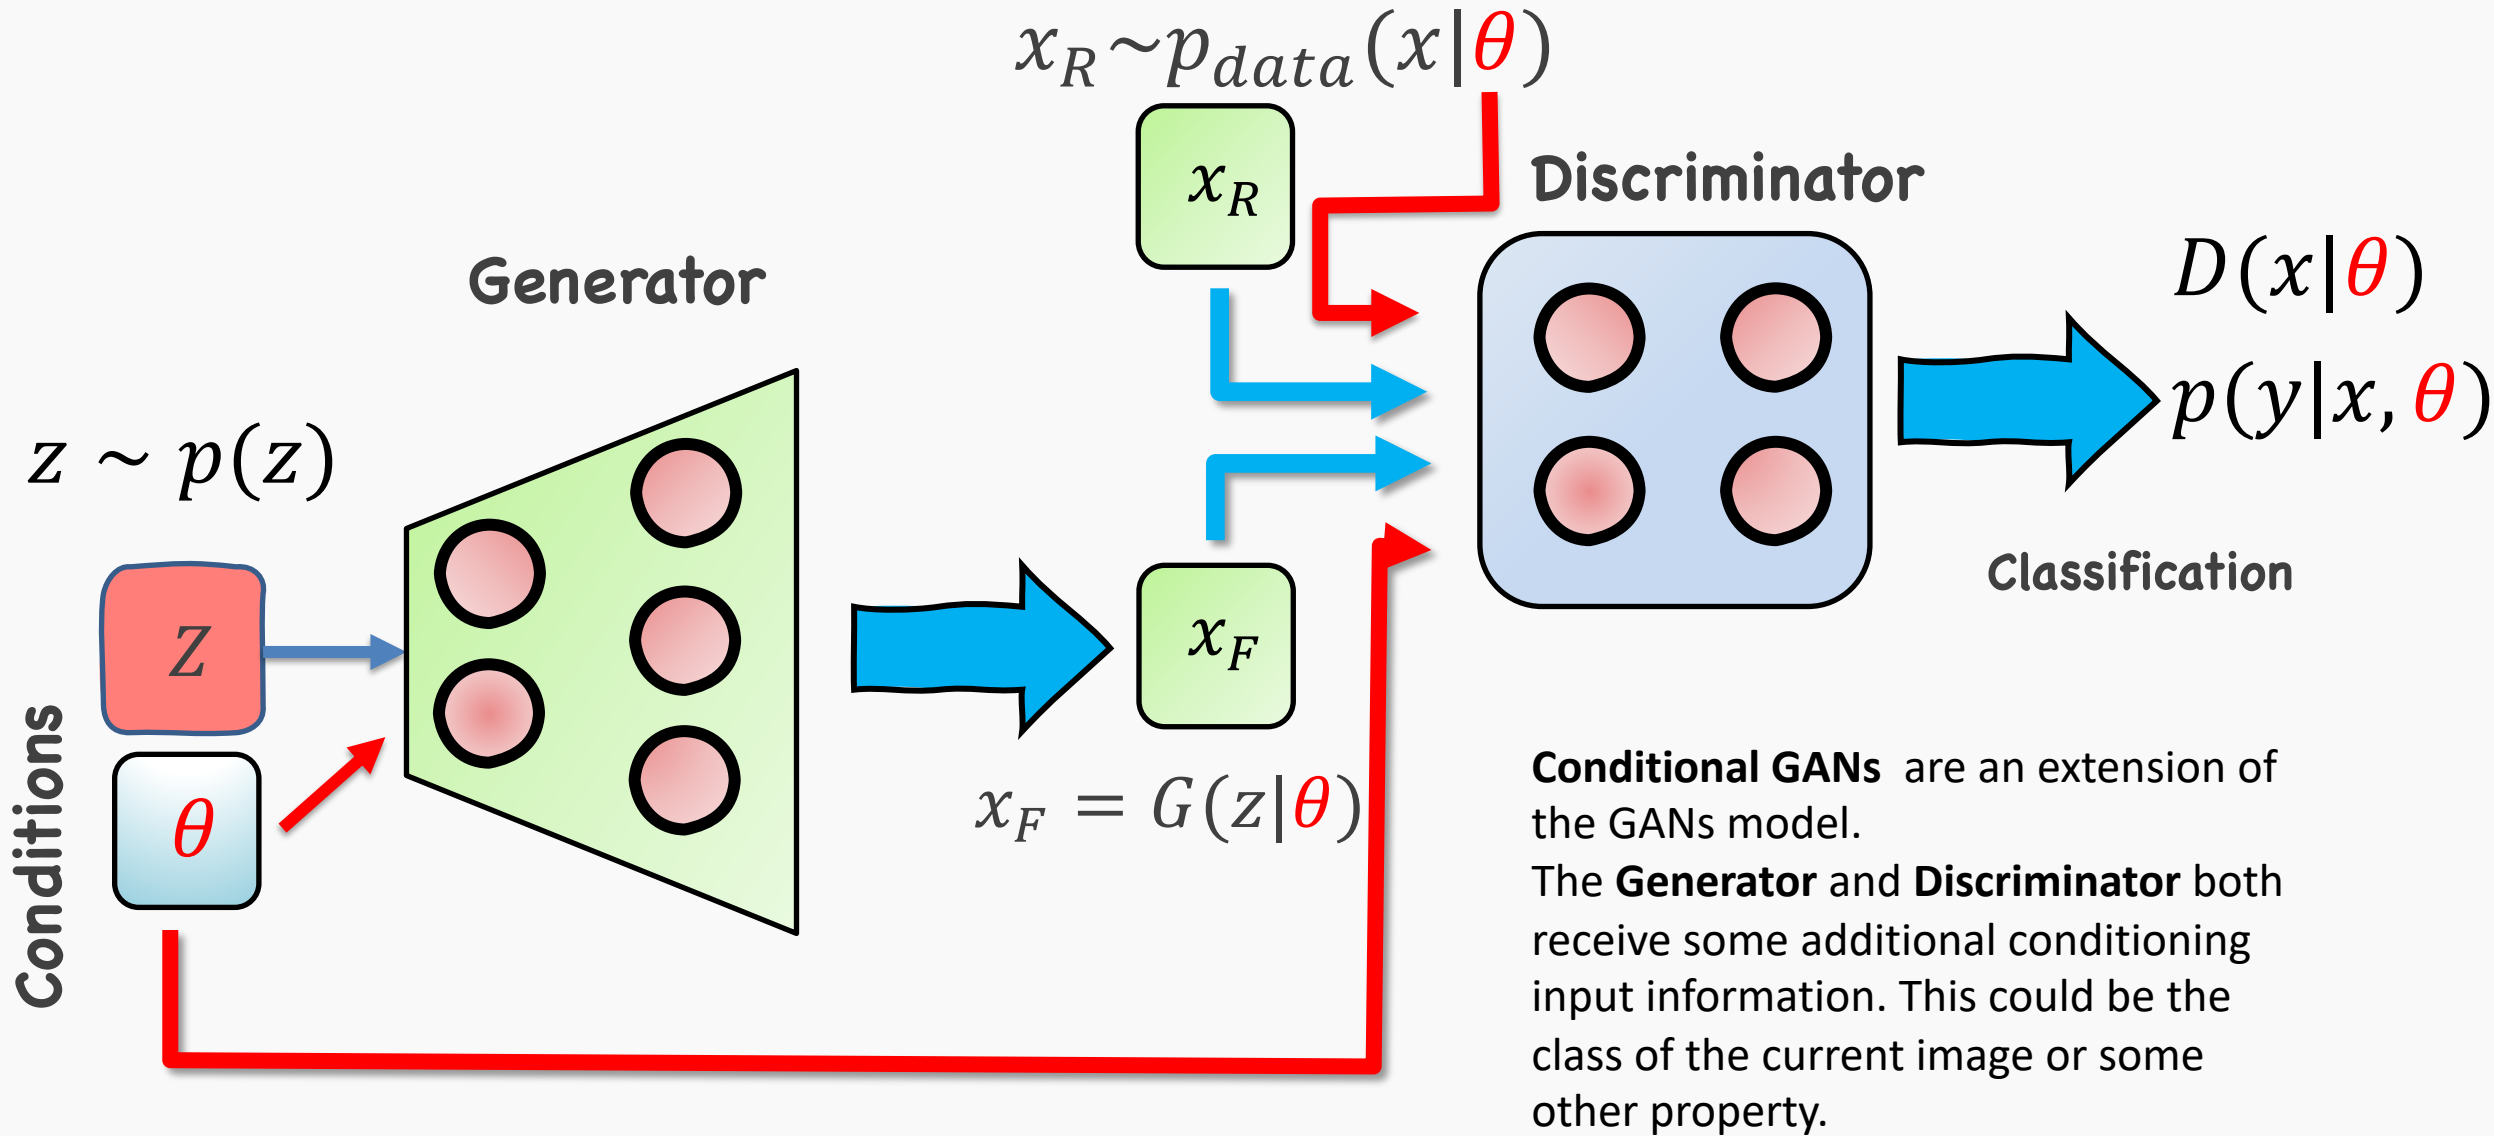 x_R~p_data(x|θ)
x_R
Discriminator
Generator
D(x|θ)
p(y|x, θ)
z ~ p(z)
Classification
z
x_F
Conditions
θ
x_F = G(z|θ)
Conditional GANs are an extension of
the GANs model.
The Generator and Discriminator both
receive some additional conditioning
input information. This could be the
class of the current image or some
other property.